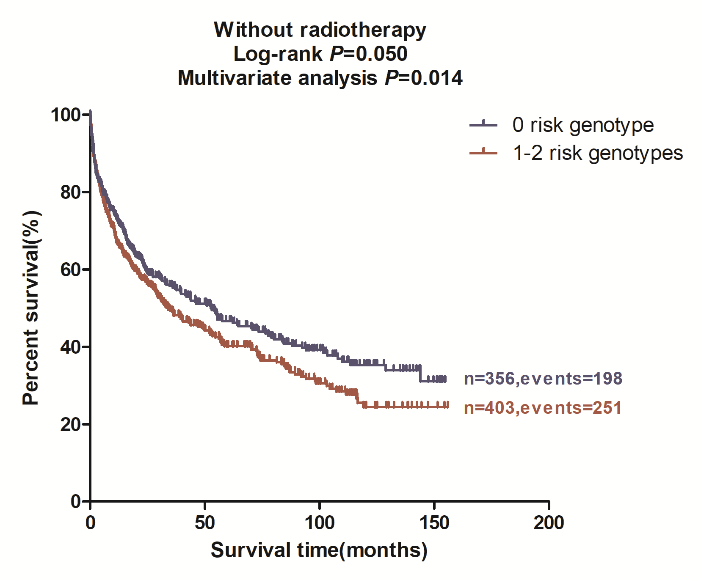 Without radiotherapy
Log-rank P=0.050
Multivariate analysis P=0.014
0 risk genotype
1-2 risk genotypes
Percent survival(%)
100
80
60
40
20
0
n=356,events=198
n=403,events=251
0 50 100 150 200
Survival time(months)